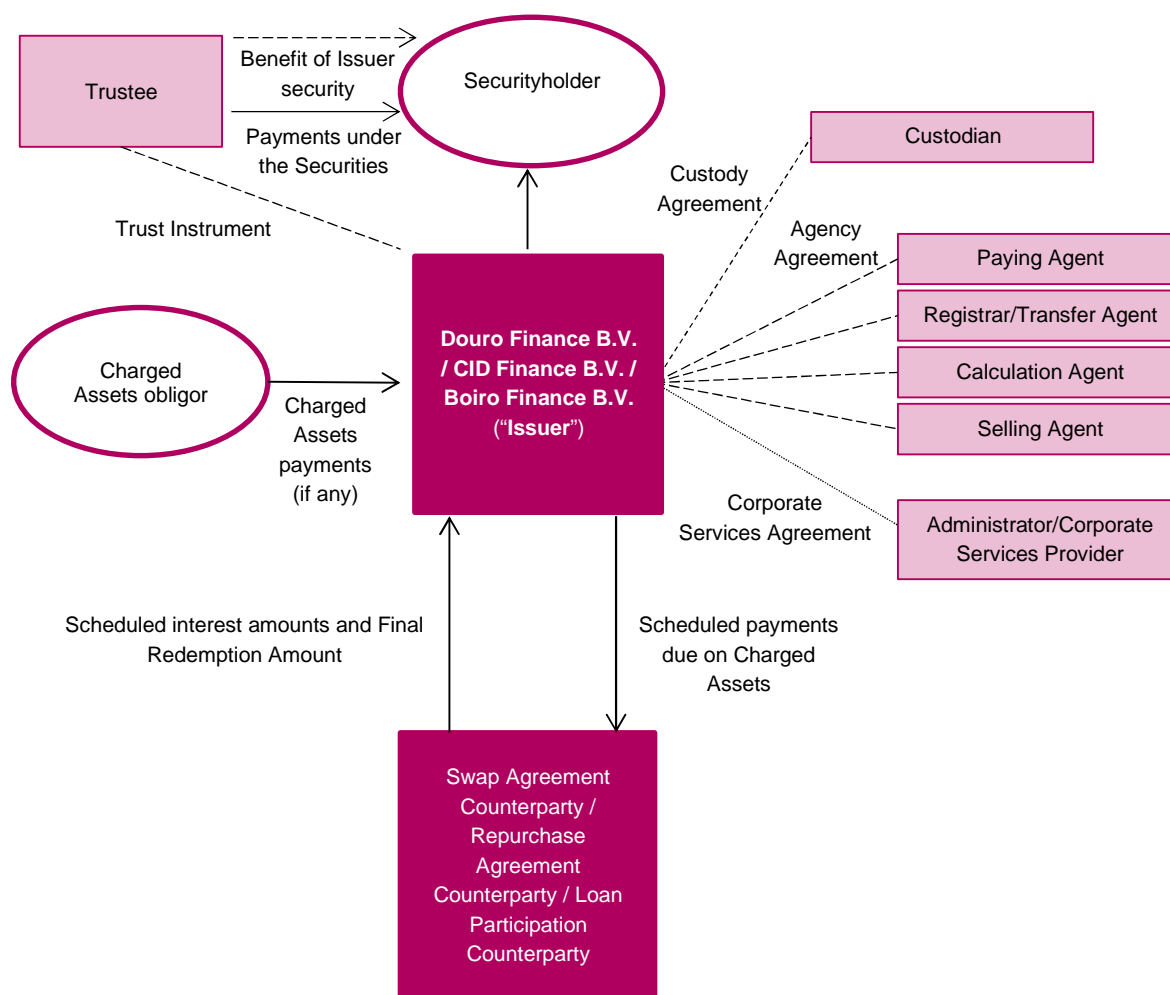 Trustee
Benefit of Issuer
security
Payments under
the Securities
Securityholder
Custodian
Custody
Agreement
Trust Instrument
Agency
Agreement
Paying Agent
Registrar/Transfer Agent
Calculation Agent
Selling Agent
Charged
Assets obligor
Charged
Assets
payments
(if any)
Douro Finance B.V.
/ CID Finance B.V. /
Boiro Finance B.V.
(“Issuer”)
Corporate
Services Agreement
Administrator/Corporate
Services Provider
Scheduled interest amounts and Final
Redemption Amount
Scheduled payments
due on Charged
Assets
Swap Agreement
Counterparty /
Repurchase
Agreement
Counterparty / Loan
Participation
Counterparty